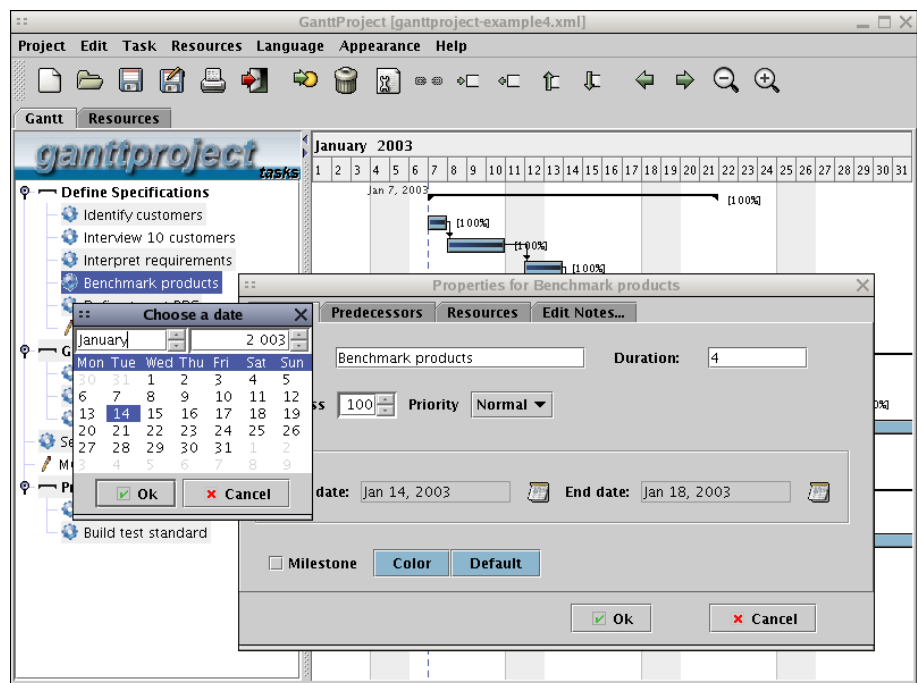 GanttProject [ganttproject-example4.xml]
Project Edit Task Resources Language Appearance Help
Gantt Resources
ganttproject
tasks
January 2003
1 2 3 4 5 6 7 8 9 10 11 12 13 14 15 16 17 18 19 20 21 22 23 24 25 26 27 28 29 30 31
Jan 7, 2003
[100%]
Define Specifications
Identify customers
[100%]
Interview 10 customers
[100%]
Interpret requirements
[100%]
Benchmark products
Properties for Benchmark products
Predecessors Resources Edit Notes...
Benchmark products
Duration: 4
100 Priority Normal
date: Jan 14, 2003 End date: Jan 18, 2003
Milestone Color Default
Ok Cancel
Choose a date
January 2 003
Mon Tue Wed Thu Fri Sat Sun
30 31 1 2 3 4 5
6 7 8 9 10 11 12
13 14 15 16 17 18 19
20 21 22 23 24 25 26
27 28 29 30 31 1 2
3 4 5 6 7 8 9
Ok Cancel
Build test standard